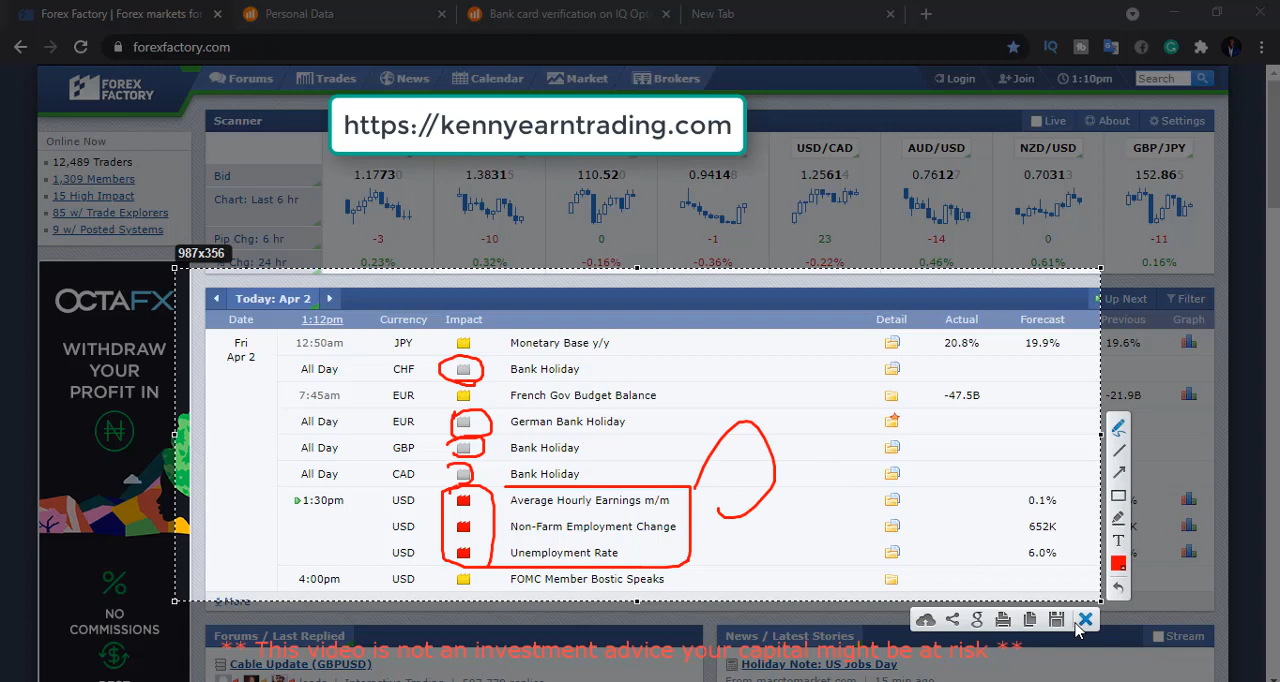 Forex Factory | Forex markets for
Personal Data
Bank card verification on IQ Opt
New Tab
forexfactory.com
IQ
FOREX FACTORY
Forums
Trades
News
Calendar
Market
Brokers
Login
Join
1:10pm
Search
https://kennyearntrading.com
Online Now
12,489 Traders
1,309 Members
15 High Impact
85 w/ Trade Explorers
9 w/ Posted Systems
Scanner
Live
About
Settings
USD/CAD AUD/USD NZD/USD GBP/JPY
Bid 1.17730 1.38315 110.520 0.94148 1.25614 0.76127 0.70313 152.865
Chart: Last 6 hr
Pip Chg: 6 hr -3 -10 0 -1 23 -14 0 -11
% Chg: 24 hr 0.23% 0.32% -0.16% -0.36% -0.22% 0.46% 0.61% 0.16%
987x356
Today: Apr 2
Up Next
Filter
Date 1:12pm Currency Impact Detail Actual Forecast Previous Graph
Fri 12:50am JPY Monetary Base y/y 20.8% 19.9% 19.6%
Apr 2
All Day CHF Bank Holiday
7:45am EUR French Gov Budget Balance -47.5B -21.9B
All Day EUR German Bank Holiday
All Day GBP Bank Holiday
All Day CAD Bank Holiday
1:30pm USD Average Hourly Earnings m/m 0.1%
USD Non-Farm Employment Change 652K
USD Unemployment Rate 6.0%
4:00pm USD FOMC Member Bostic Speaks
More
OCTAFX
WITHDRAW
YOUR
PROFIT IN
NO
COMMISSIONS
T
Forums / Last Replied
Cable Update (GBPUSD)
News / Latest Stories
Stream
Holiday Note: US Jobs Day
From marctomarket.com | 15 min ago
** This video is not an investment advice your capital might be at risk **